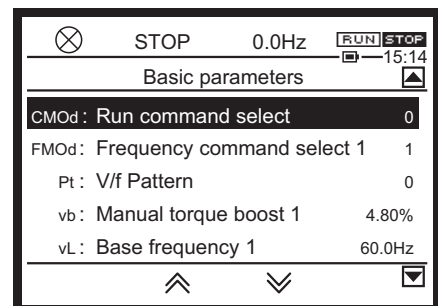 STOP 0.0Hz RUN STOP
15:14
Basic parameters
CMOd : Run command select 0
FMOd : Frequency command select 1 1
Pt : V/f Pattern 0
vb : Manual torque boost 1 4.80%
vL : Base frequency 1 60.0Hz